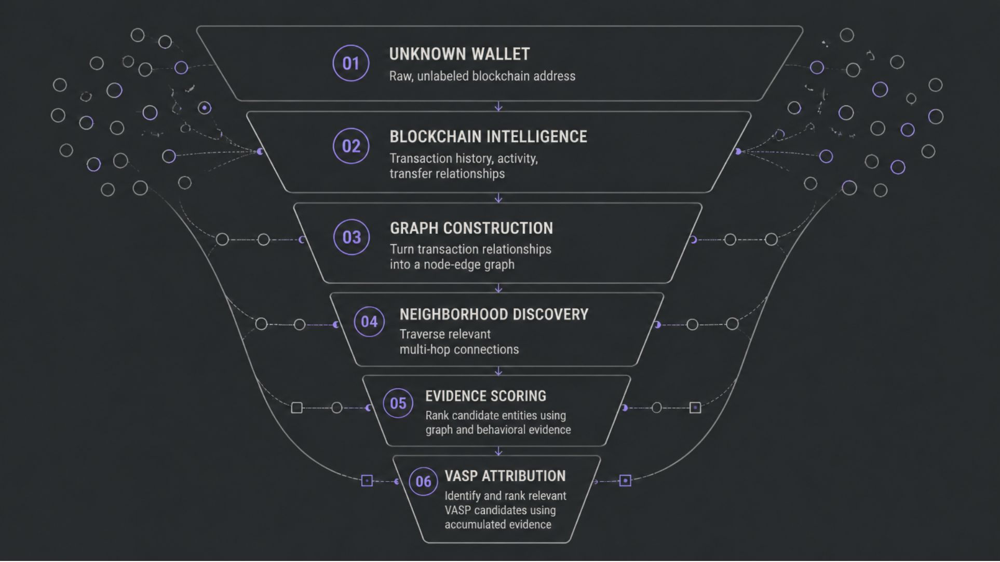 01
UNKNOWN WALLET
Raw, unlabeled blockchain address
02
BLOCKCHAIN INTELLIGENCE
Transaction history, activity,
transfer relationships
03
GRAPH CONSTRUCTION
Turn transaction relationships
into a node-edge graph
04
NEIGHBORHOOD DISCOVERY
Traverse relevant
multi-hop connections
05
EVIDENCE SCORING
Rank candidate entities using
graph and behavioral evidence
06
VASP ATTRIBUTION
Identify and rank relevant
VASP candidates using
accumulated evidence